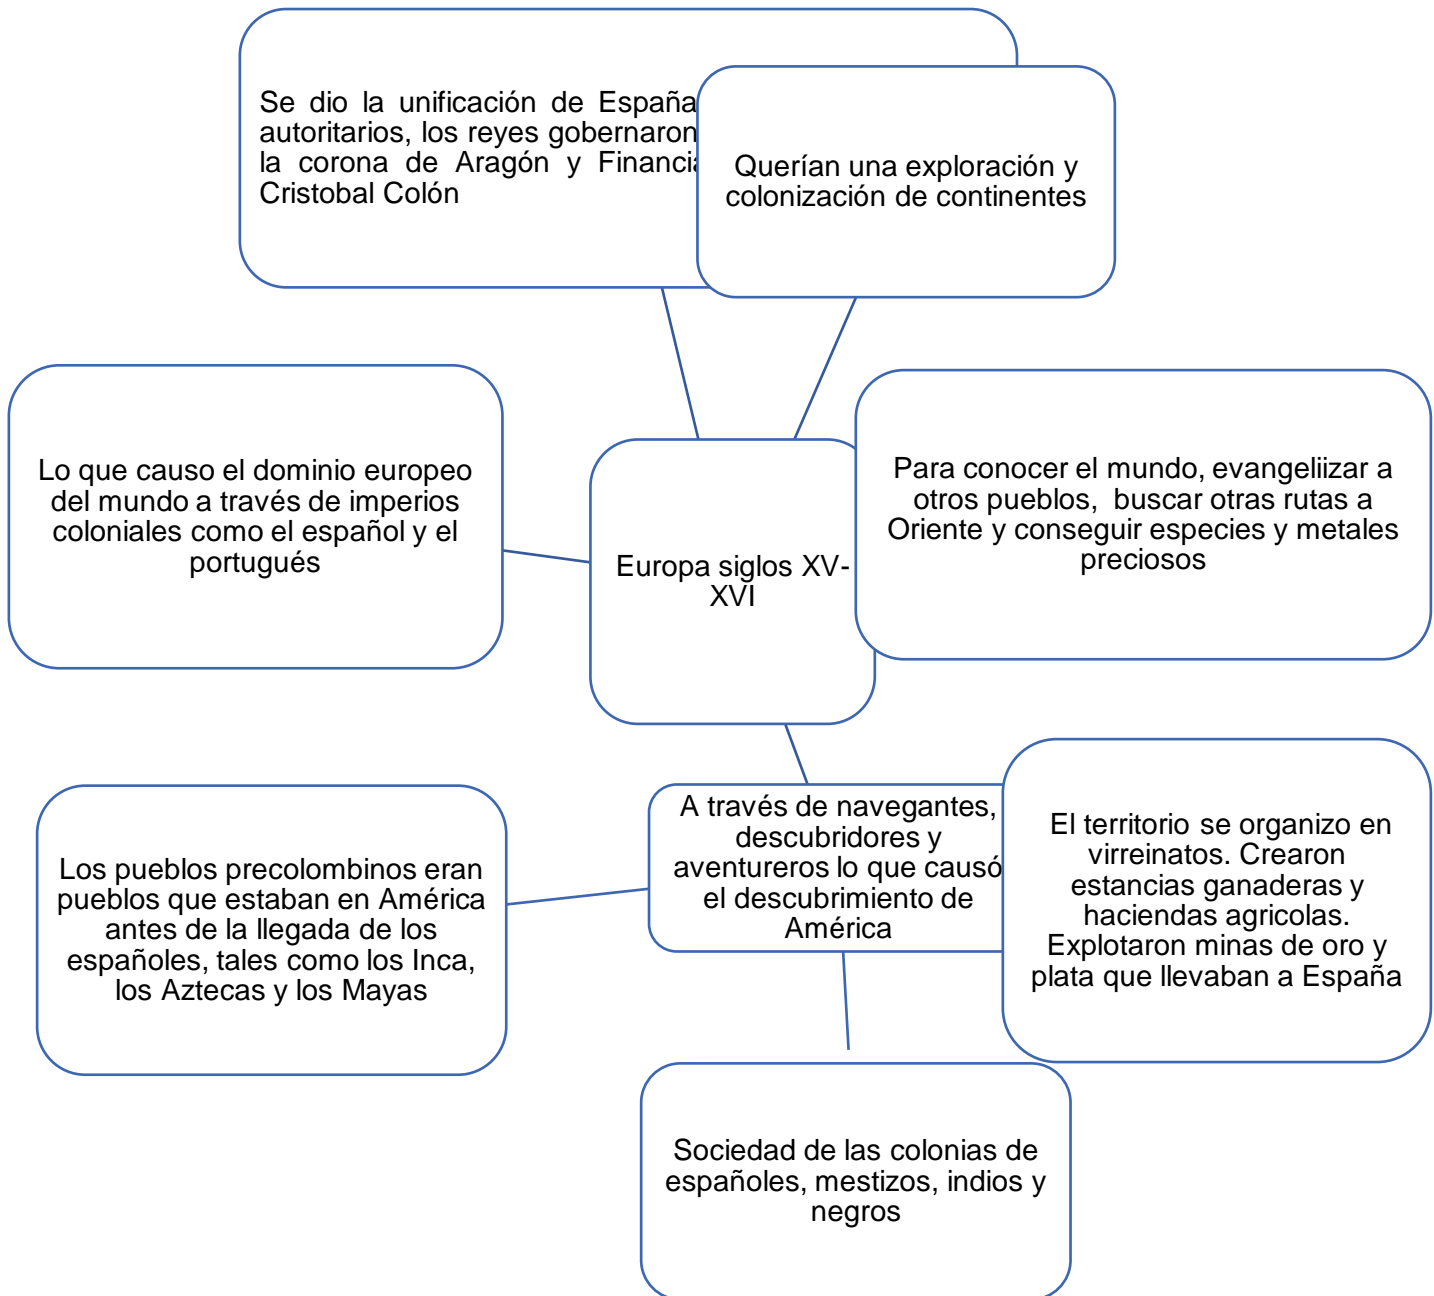 Se dio la unificación de España
autoritarios, los reyes gobernaron
la corona de Aragón y
Cristobal Colón
Querían una exploración y
colonización de continentes
Lo que causo el dominio europeo
del mundo a través de imperios
coloniales como el español y el
portugués
Europa siglos XV-
XVI
Para conocer el mundo, evangeliizar a
otros pueblos, buscar otras rutas a
Oriente y conseguir especies y metales
preciosos
Los pueblos precolombinos eran
pueblos que estaban en América
antes de la llegada de los
españoles, tales como los Inca,
los Aztecas y los Mayas
A través de navegantes,
descubridores y
aventureros lo que causó
el descubrimiento de
América
El territorio se organizo en
virreinatos. Crearon
estancias ganaderas y
haciendas agricolas.
Explotaron minas de oro y
plata que llevaban a España
Sociedad de las colonias de
españoles, mestizos, indios y
negros